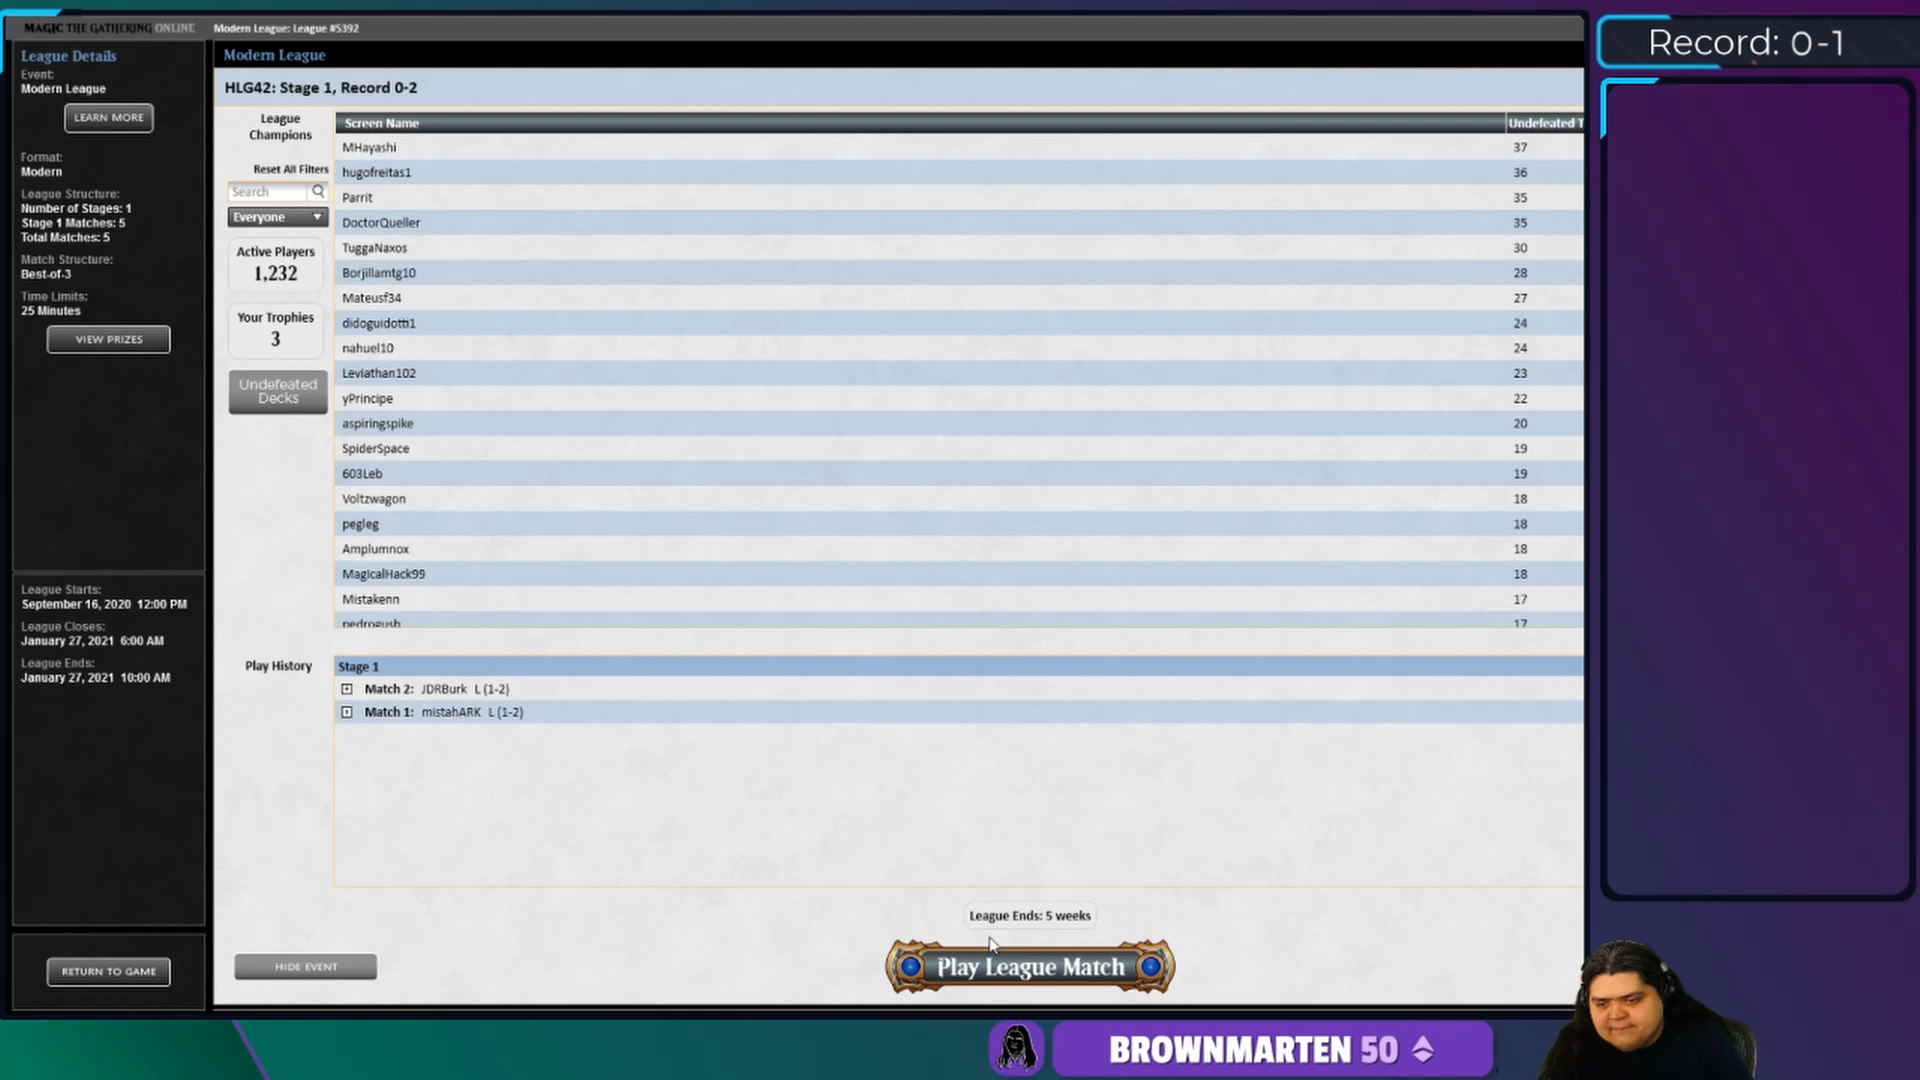 MAGIC THE GATHERING ONLINE
Modern League: League #5392
Record: 0-1
League Details
Event:
Modern League
LEARN MORE
Format:
Modern
League Structure:
Number of Stages: 1
Stage 1 Matches: 5
Total Matches: 5
Match Structure:
Best-of-3
Time Limits:
25 Minutes
VIEW PRIZES
League Starts:
September 16, 2020 12:00 PM
League Closes:
January 27, 2021 6:00 AM
League Ends:
January 27, 2021 10:00 AM
RETURN TO GAME
Modern League
HLG42: Stage 1, Record 0-2
League
Champions
Reset All Filters
Search
Everyone
Active Players
1,232
Your Trophies
3
Undefeated
Decks
Screen Name Undefeated T
MHayashi 37
hugofreitas1 36
Parrit 35
DoctorQueller 35
TuggaNaxos 30
Borjillamtg10 28
Mateusf34 27
didoguidotti1 24
nahuel10 24
Leviathan102 23
yPrincipe 22
aspiringspike 20
SpiderSpace 19
603Leb 19
Voltzwagon 18
pegleg 18
Amplumnox 18
MagicalHack99 18
Mistakenn 17
pedrogush 17
Play History
Stage 1
Match 2: JDRBurk L (1-2)
Match 1: mistahARK L (1-2)
League Ends: 5 weeks
HIDE EVENT
Play League Match
BROWNMARTEN 50